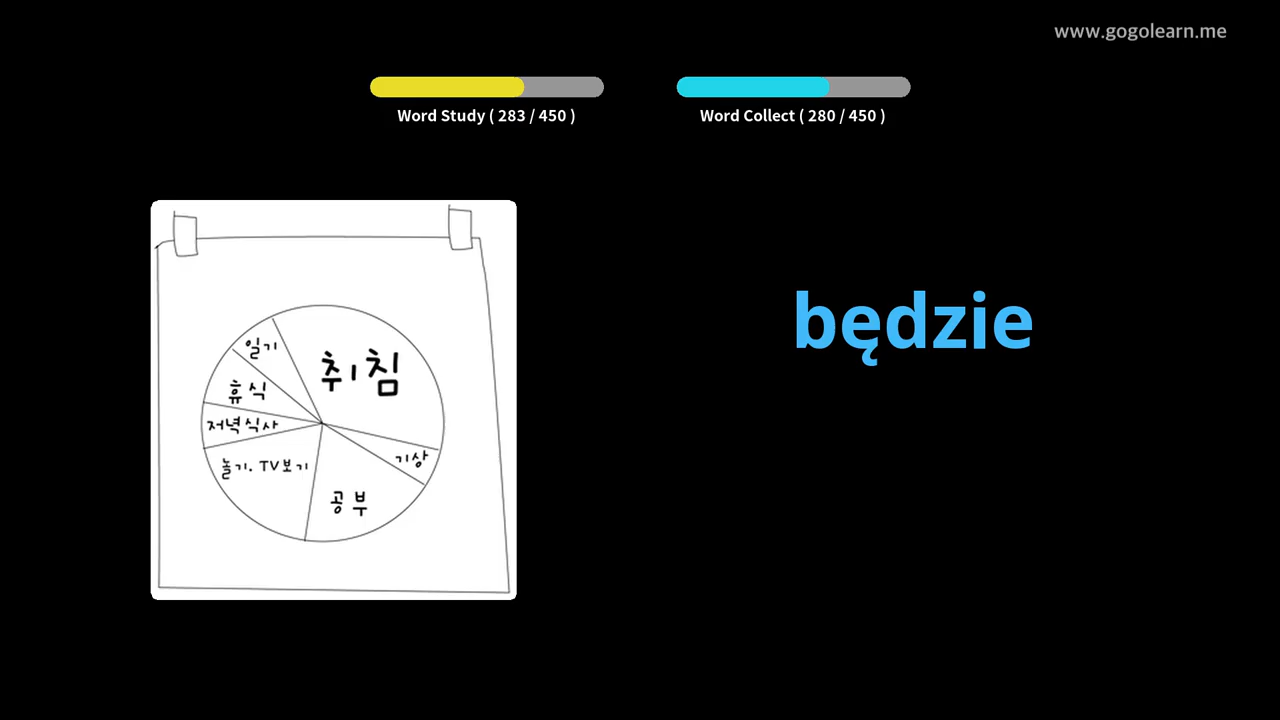 www.gogolearn.me
Word Study ( 283 / 450 )
Word Collect ( 280 / 450 )
일기
취침
휴식
저녁식사
놀기. TV보기
기상
공부
będzie